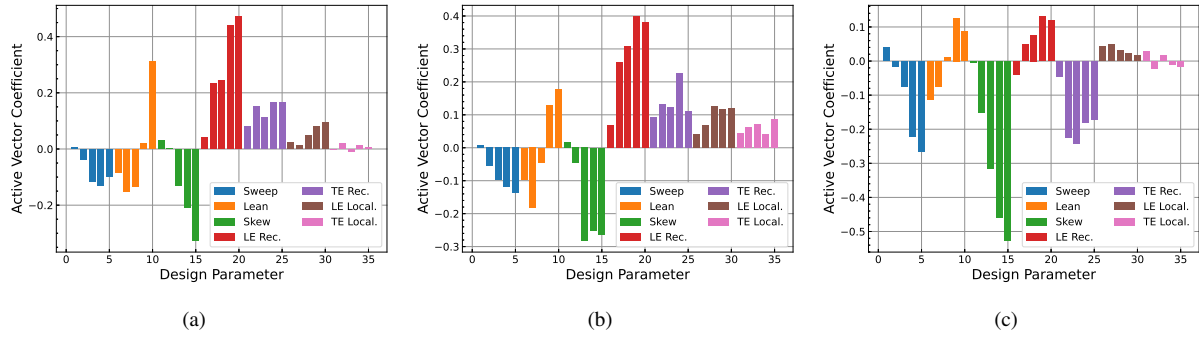 0.4
0.2
0.0
−0.2
Active Vector Coefficient
0 5 10 15 20 25 30 35
Design Parameter
Sweep
Lean
Skew
LE Rec.
TE Rec.
LE Local.
TE Local.
(a)
0.4
0.3
0.2
0.1
0.0
−0.1
−0.2
−0.3
Active Vector Coefficient
0 5 10 15 20 25 30 35
Design Parameter
Sweep
Lean
Skew
LE Rec.
TE Rec.
LE Local.
TE Local.
(b)
0.1
0.0
−0.1
−0.2
−0.3
−0.4
−0.5
Active Vector Coefficient
0 5 10 15 20 25 30 35
Design Parameter
Sweep
Lean
Skew
LE Rec.
TE Rec.
LE Local.
TE Local.
(c)